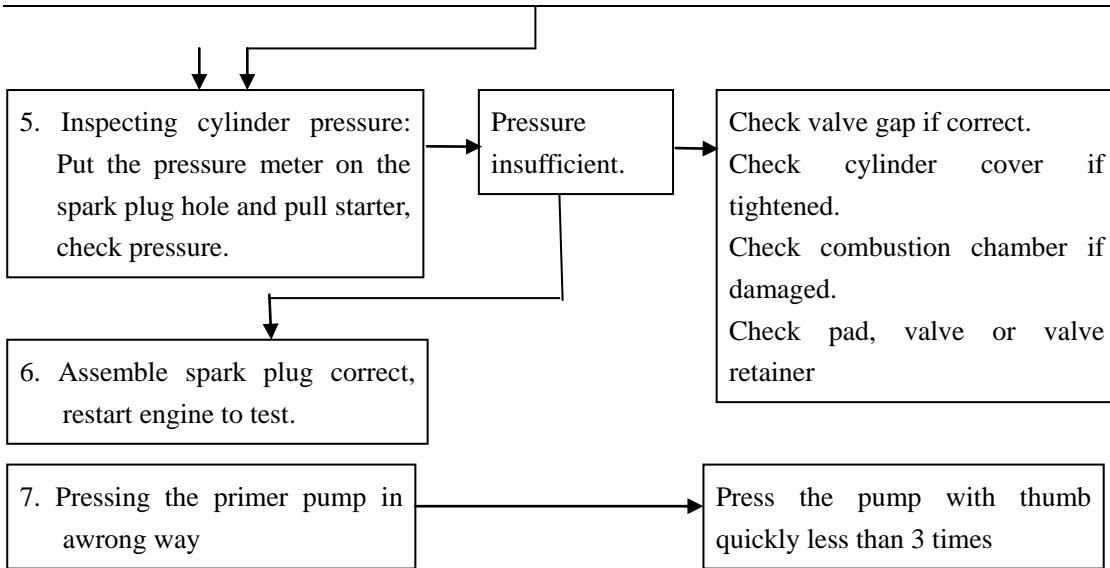 5. Inspecting cylinder pressure:
Put the pressure meter on the
spark plug hole and pull starter,
check pressure.
Pressure
insufficient.
Check valve gap if correct.
Check cylinder cover if
tightened.
Check combustion chamber if
damaged.
Check pad, valve or valve
retainer
6. Assemble spark plug correct,
restart engine to test.
7. Pressing the primer pump in
awrong way
Press the pump with thumb
quickly less than 3 times